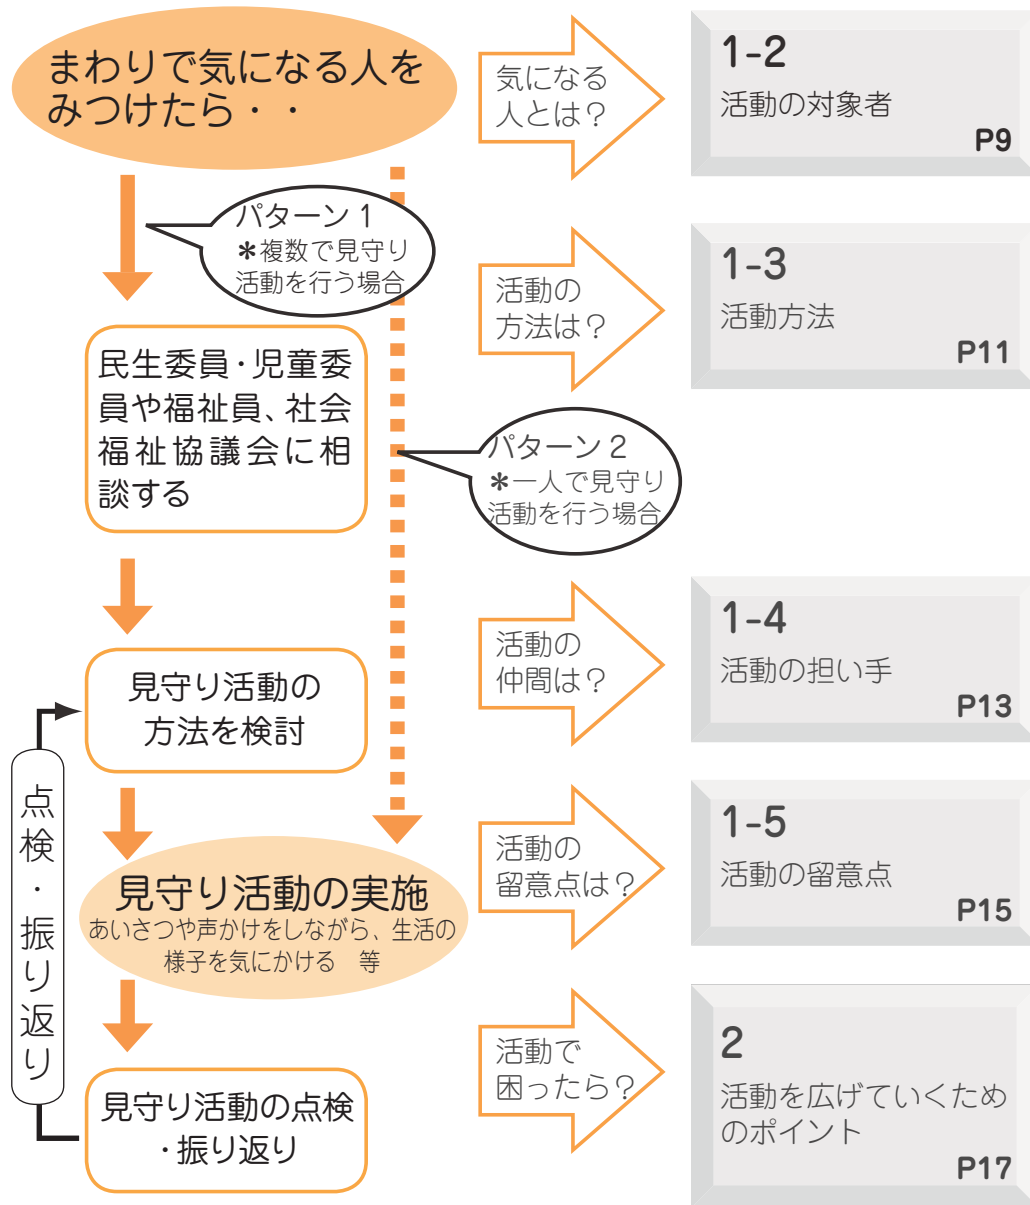 まわりで気になる人を
みつけたら・・
気になる
人とは？
1-2
活動の対象者
P9
パターン 1
＊複数で見守り
活動を行う場合
活動の
方法は？
1-3
活動方法
P11
民生委員・児童委
員や福祉員、社会
福祉協議会に相
談する
パターン 2
＊一人で見守り
活動を行う場合
活動の
仲間は？
1-4
活動の担い手
P13
見守り活動の
方法を検討
点検・振り返り
活動の
留意点は？
1-5
活動の留意点
P15
見守り活動の実施
あいさつや声かけをしながら、生活の
様子を気にかける　等
活動で
困ったら？
2
活動を広げていくため
のポイント
P17
見守り活動の点検
・振り返り